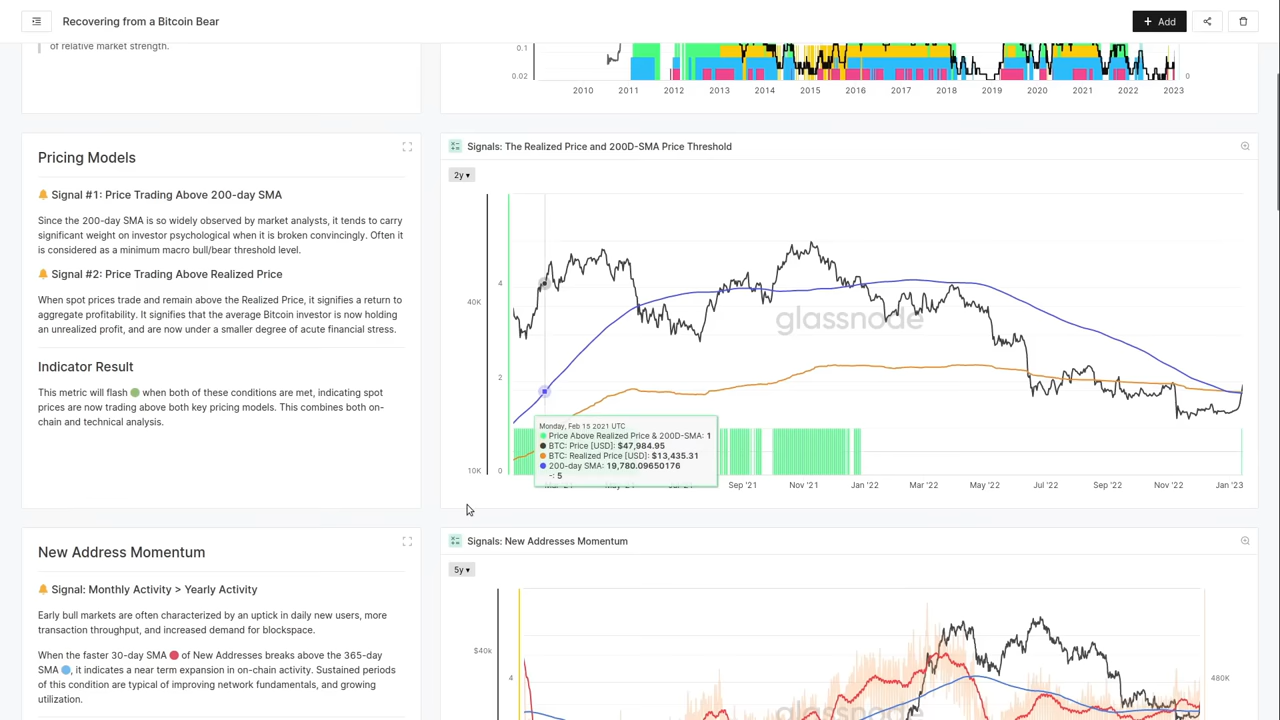 Recovering from a Bitcoin Bear
Add
of relative market strength.
0.1
0.02
0
2010 2011 2012 2013 2014 2015 2016 2017 2018 2019 2020 2021 2022 2023
Pricing Models
Signal #1: Price Trading Above 200-day SMA
Since the 200-day SMA is so widely observed by market analysts, it tends to carry
significant weight on investor psychological when it is broken convincingly. Often it
is considered as a minimum macro bull/bear threshold level.
Signal #2: Price Trading Above Realized Price
When spot prices trade and remain above the Realized Price, it signifies a return to
aggregate profitability. It signifies that the average Bitcoin investor is now holding
an unrealized profit, and are now under a smaller degree of acute financial stress.
Indicator Result
This metric will flash when both of these conditions are met, indicating spot
prices are now trading above both key pricing models. This combines both on-
chain and technical analysis.
Signals: The Realized Price and 200D-SMA Price Threshold
2y ▾
4
40K
glassnode
2
Monday, Feb 15 2021 UTC
Price Above Realized Price & 200D-SMA: 1
BTC: Price [USD]: $47,984.95
BTC: Realized Price [USD]: $13,435.31
200-day SMA: 19,780.09650176
-: 5
10K 0
Sep '21 Nov '21 Jan '22 Mar '22 May '22 Jul '22 Sep '22 Nov '22 Jan '23
New Address Momentum
Signal: Monthly Activity > Yearly Activity
Early bull markets are often characterized by an uptick in daily new users, more
transaction throughput, and increased demand for blockspace.
When the faster 30-day SMA of New Addresses breaks above the 365-day
SMA , it indicates a near term expansion in on-chain activity. Sustained periods
of this condition are typical of improving network fundamentals, and growing
utilization.
Signals: New Addresses Momentum
5y ▾
$40k
4
480K
glassnode